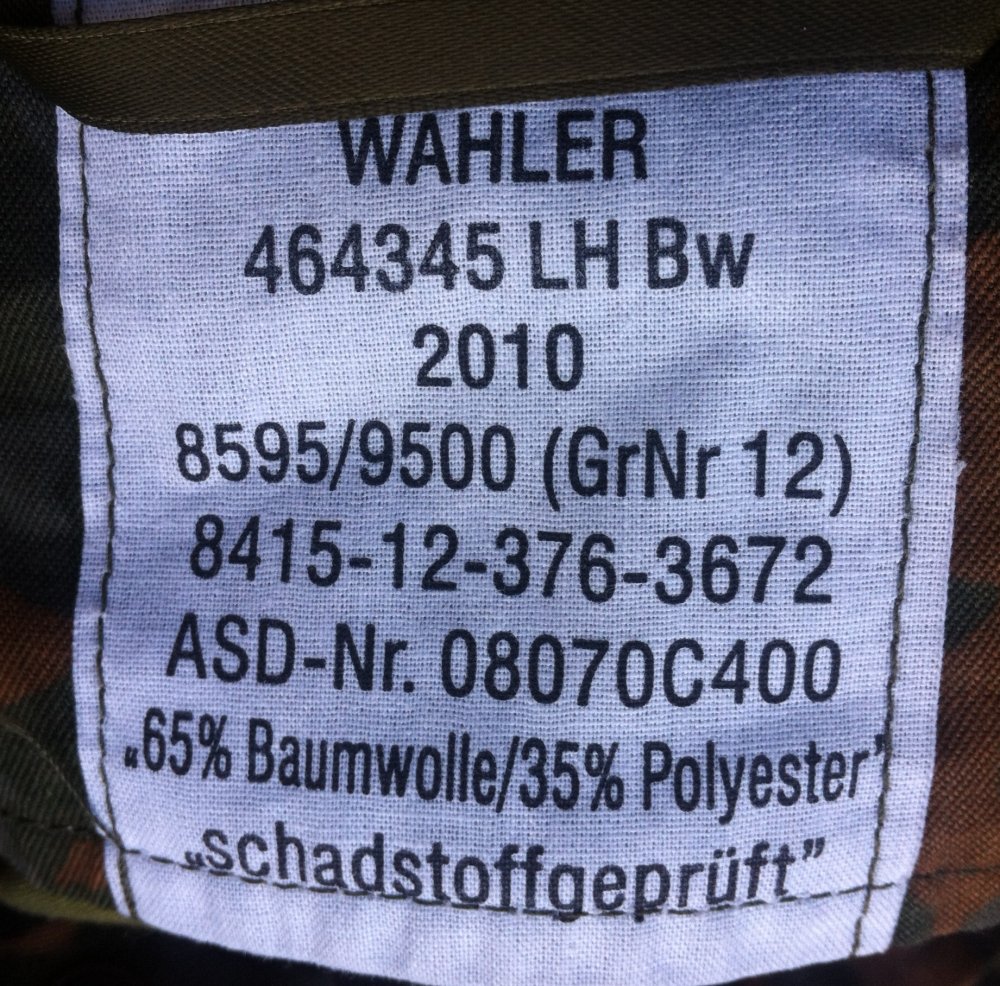 WAHLER
464345 LH Bw
2010
8595/9500 (GrNr 12)
8415-12-376-3672
ASD-Nr. 08070C400
„65% Baumwolle/35% Polyester”
„schadstoffgeprüft”